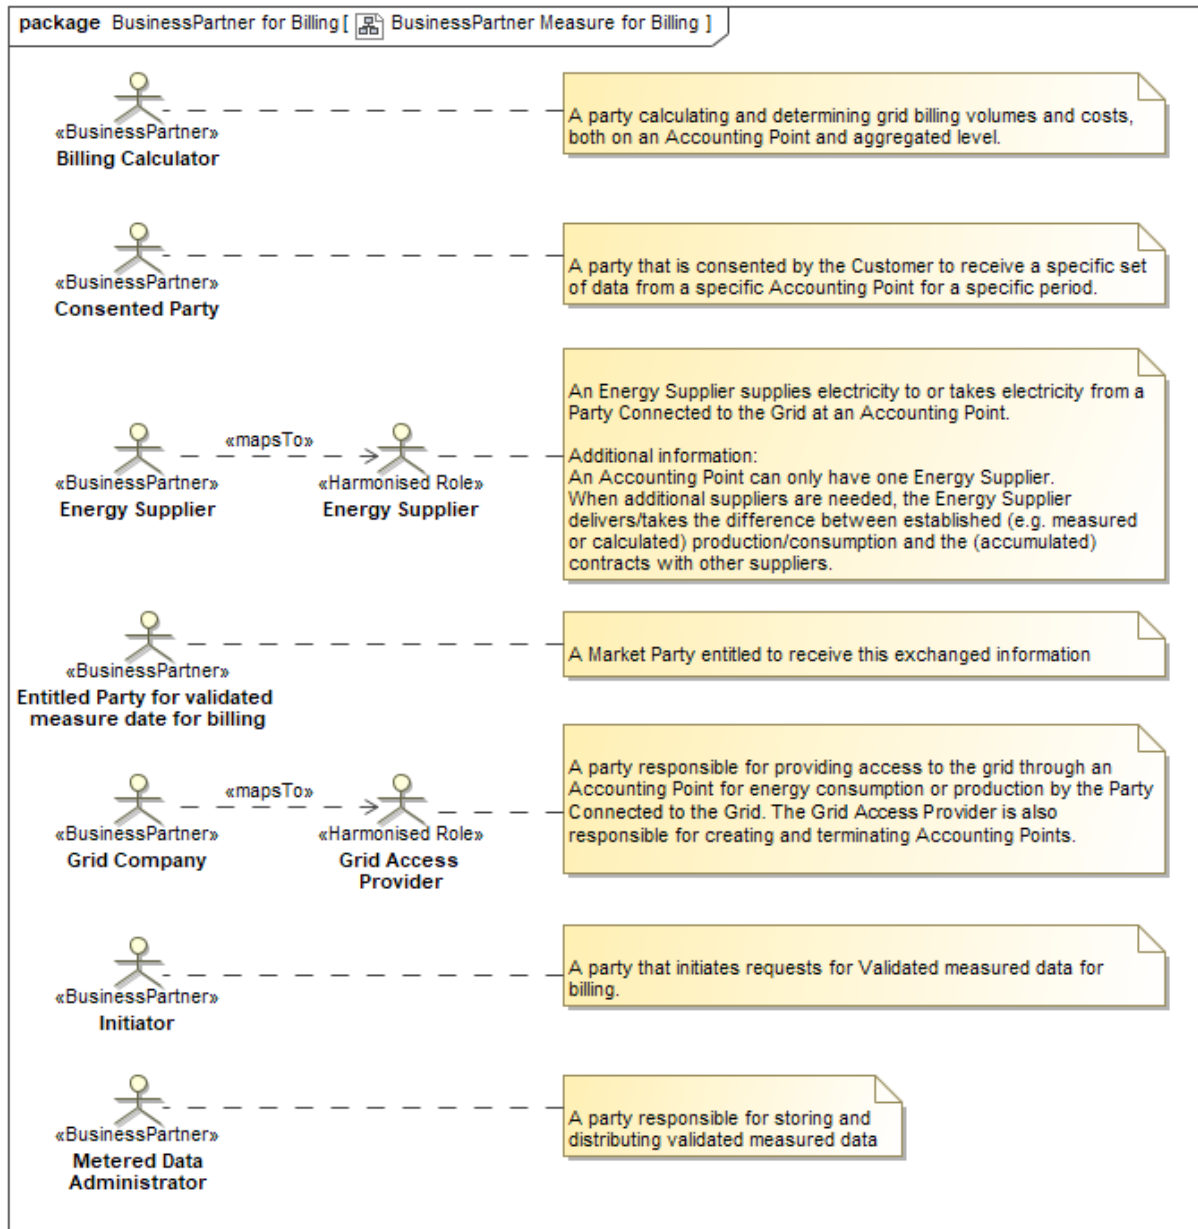 package BusinessPartner for Billing [ BusinessPartner Measure for Billing ]
«BusinessPartner»
Billing Calculator
A party calculating and determining grid billing volumes and costs,
both on an Accounting Point and aggregated level.
«BusinessPartner»
Consented Party
A party that is consented by the Customer to receive a specific set
of data from a specific Accounting Point for a specific period.
«mapsTo»
«BusinessPartner»
Energy Supplier
«Harmonised Role»
Energy Supplier
An Energy Supplier supplies electricity to or takes electricity from a
Party Connected to the Grid at an Accounting Point.
Additional information:
An Accounting Point can only have one Energy Supplier.
When additional suppliers are needed, the Energy Supplier
delivers/takes the difference between established (e.g. measured
or calculated) production/consumption and the (accumulated)
contracts with other suppliers.
«BusinessPartner»
Entitled Party for validated
measure date for billing
A Market Party entitled to receive this exchanged information
«mapsTo»
«BusinessPartner»
Grid Company
«Harmonised Role»
Grid Access
Provider
A party responsible for providing access to the grid through an
Accounting Point for energy consumption or production by the Party
Connected to the Grid. The Grid Access Provider is also
responsible for creating and terminating Accounting Points.
«BusinessPartner»
Initiator
A party that initiates requests for Validated measured data for
billing.
«BusinessPartner»
Metered Data
Administrator
A party responsible for storing and
distributing validated measured data